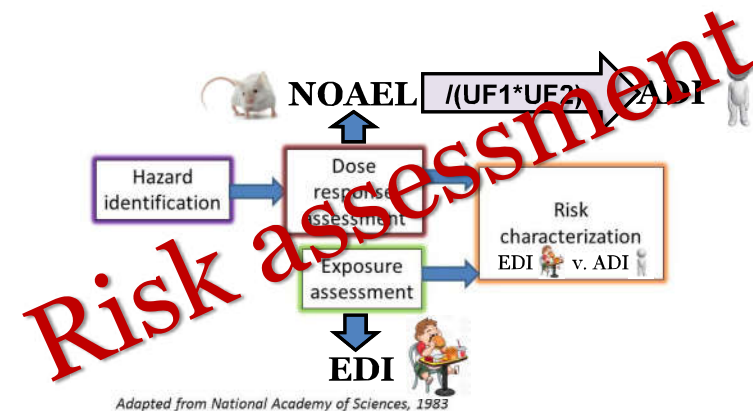 Risk assessment
NOAEL
/(UF1*UF2)
ADI
Hazard
identification
Dose
response
assessment
Exposure
assessment
Risk
characterization
EDI v. ADI
EDI
Adapted from National Academy of Sciences, 1983